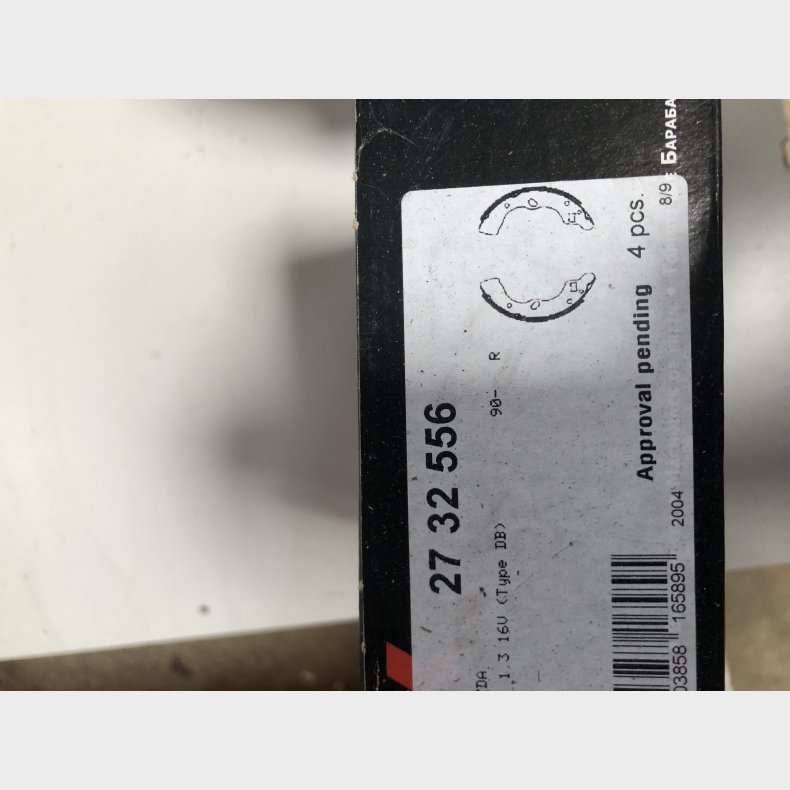 27 32 556
ZDA 90- R
1.3 16V (Type DB)
Approval pending 4 pcs.
03858 165895 2004 8/9
БАРАБА